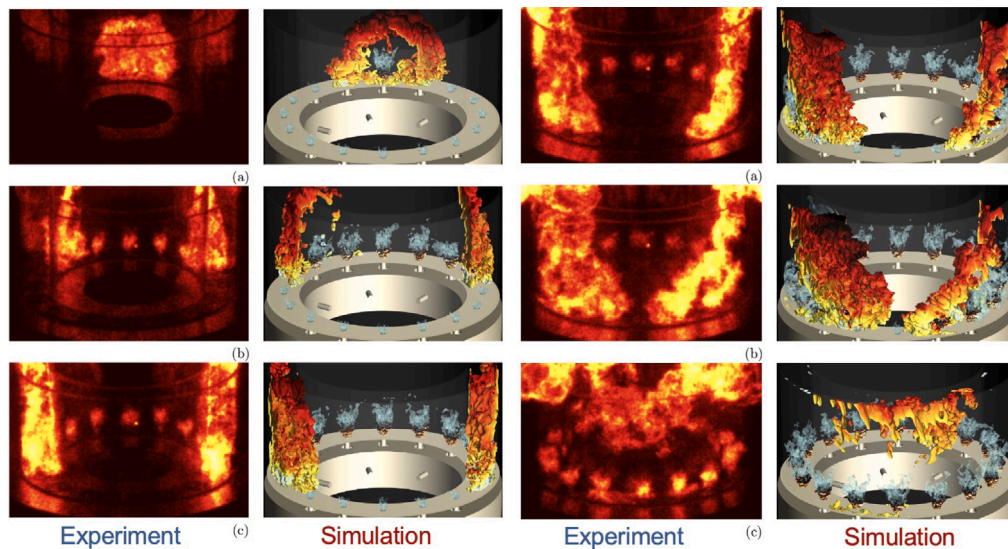 (a)
(a)
(b)
(b)
(c)
(c)
Experiment
Simulation
Experiment
Simulation